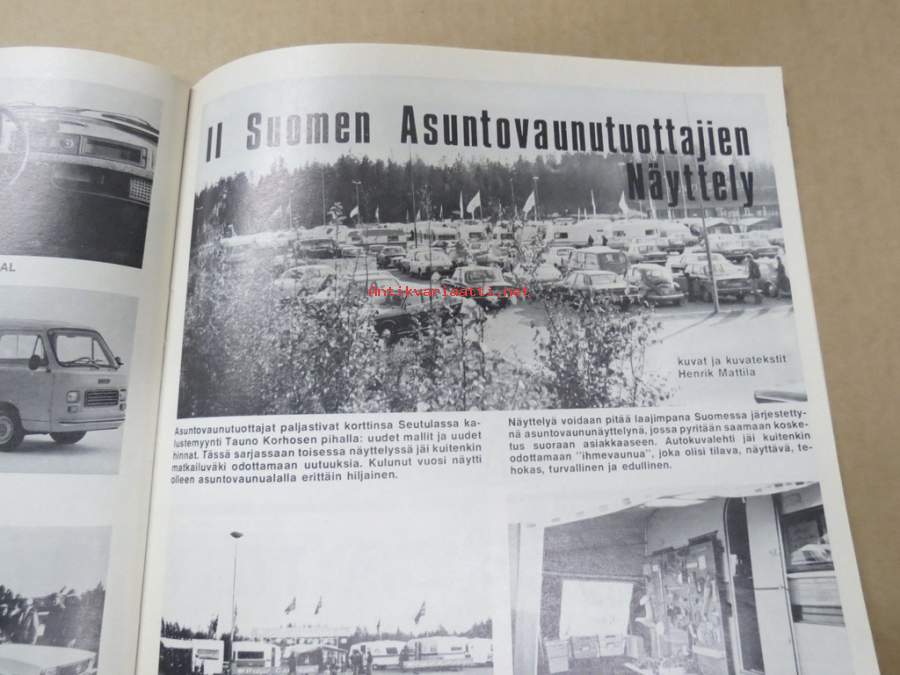 AL
II Suomen Asuntovaunutuottajien
Näyttely
antikvariaatti.net
kuvat ja kuvatekstit
Henrik Mattila
Asuntovaunutuottajat paljastivat korttinsa Seutulassa ka-
lustemyynti Tauno Korhosen pihalla: uudet mallit ja uudet
hinnat. Tässä sarjassaan toisessa näyttelyssä jäi kuitenkin
matkailuväki odottamaan uutuuksia. Kulunut vuosi näytti
olleen asuntovaunualalla erittäin hiljainen.
Näyttelyä voidaan pitää laajimpana Suomessa järjestetty-
nä asuntovaununäyttelynä, jossa pyritään saamaan koske-
tus suoraan asiakkaaseen. Autokuvalehti jäi kuitenkin
odottamaan "ihmevaunua", joka olisi tilava, näyttävä, te-
hokas, turvallinen ja edullinen.